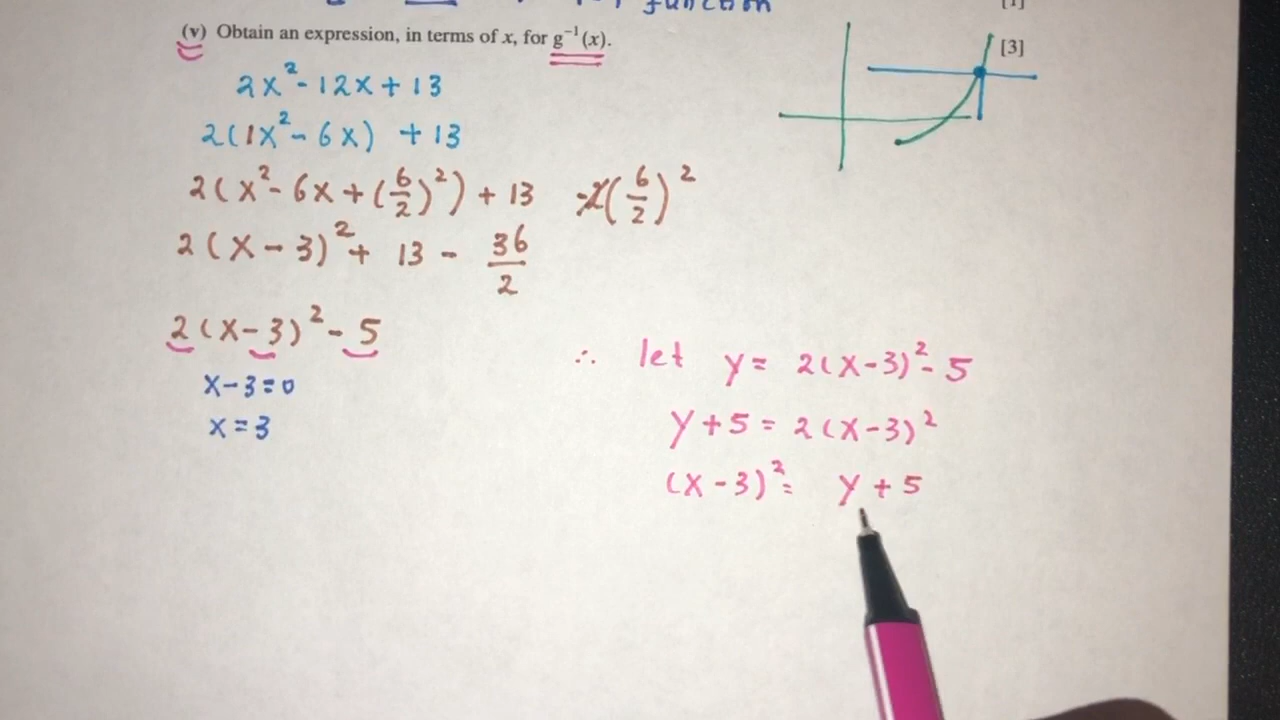 function
[1]
(v) Obtain an expression, in terms of x, for g⁻¹(x).
[3]
2x² - 12x + 13
2(1x² - 6x) + 13
2(x² - 6x + (6/2)²) + 13 -2(6/2)²
2(x - 3)² + 13 - 36/2
2(x-3)² - 5
x-3=0
x=3
∴ let y = 2(x-3)² - 5
y+5 = 2(x-3)²
(x-3)² = y+5